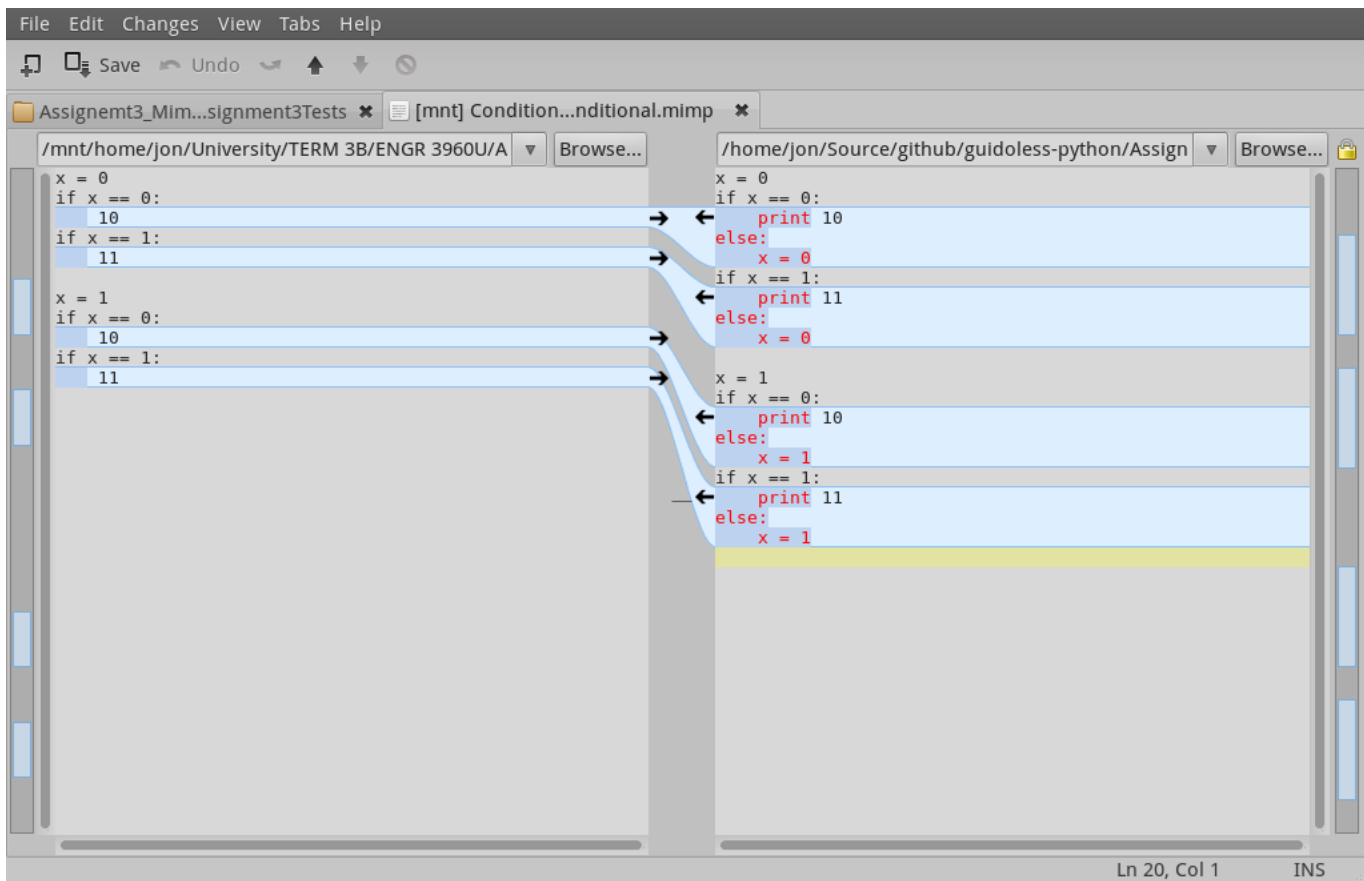 File Edit Changes View Tabs Help
Save Undo
Assignemt3_Mim...signment3Tests [mnt] Condition...nditional.mimp
/mnt/home/jon/University/TERM 3B/ENGR 3960U/A Browse... /home/jon/Source/github/guidoless-python/Assign Browse...
x = 0
if x == 0:
    10
if x == 1:
    11

x = 1
if x == 0:
    10
if x == 1:
    11
x = 0
if x == 0:
    print 10
else:
    x = 0
if x == 1:
    print 11
else:
    x = 0

x = 1
if x == 0:
    print 10
else:
    x = 1
if x == 1:
    print 11
else:
    x = 1
Ln 20, Col 1 INS